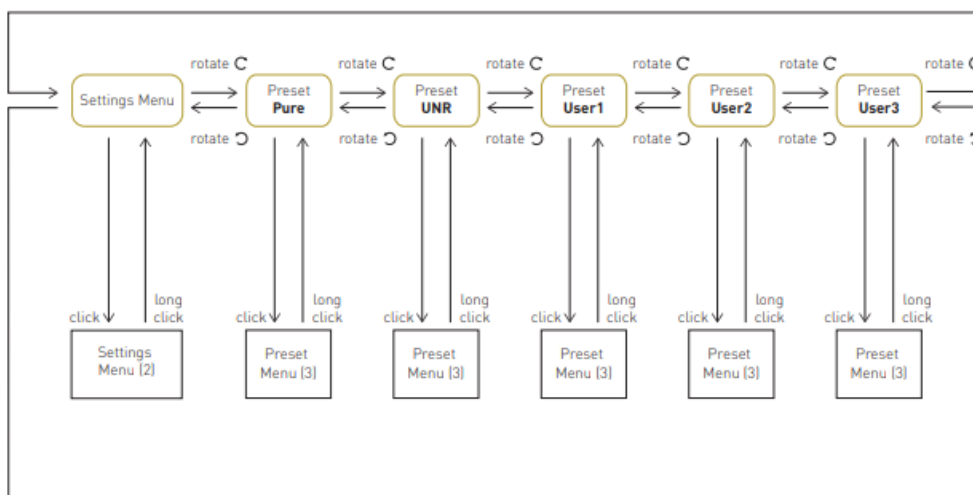 rotate rotate rotate rotate rotate rotate
Settings Menu
Preset
Pure
Preset
UNR
Preset
User1
Preset
User2
Preset
User3
rotate rotate rotate rotate rotate rotate
click
long
click
click
long
click
click
long
click
click
long
click
click
long
click
click
long
click
Settings
Menu (2)
Preset
Menu (3)
Preset
Menu (3)
Preset
Menu (3)
Preset
Menu (3)
Preset
Menu (3)